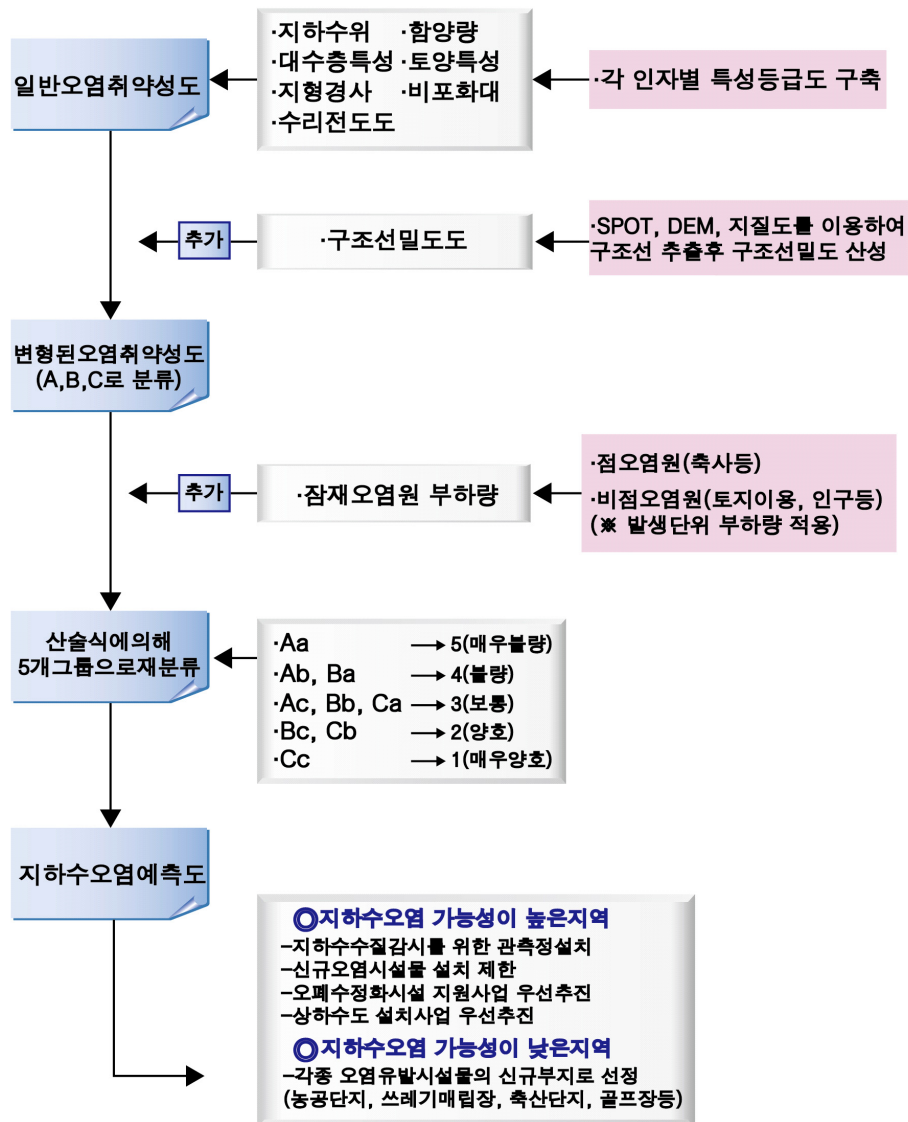 일반오염취약성도
·지하수위 ·함양량
·대수층특성 ·토양특성
·지형경사 ·비포화대
·수리전도도
·각 인자별 특성등급도 구축
추가
·구조선밀도도
·SPOT, DEM, 지질도를 이용하여
구조선 추출후 구조선밀도 산성
변형된오염취약성도
(A,B,C로 분류)
추가
·잠재오염원 부하량
·점오염원(축사등)
·비점오염원(토지이용, 인구등)
(※ 발생단위 부하량 적용)
산술식에의해
5개그룹으로재분류
·Aa → 5(매우불량)
·Ab, Ba → 4(불량)
·Ac, Bb, Ca → 3(보통)
·Bc, Cb → 2(양호)
·Cc → 1(매우양호)
지하수오염예측도
◎지하수오염 가능성이 높은지역
–지하수수질감시를 위한 관측정설치
–신규오염시설물 설치 제한
–오폐수정화시설 지원사업 우선추진
–상하수도 설치사업 우선추진
◎지하수오염 가능성이 낮은지역
–각종 오염유발시설물의 신규부지로 선정
(농공단지, 쓰레기매립장, 축산단지, 골프장등)